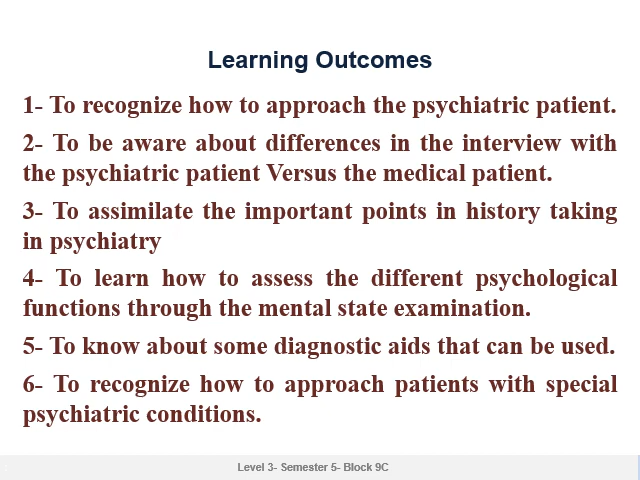 Learning Outcomes
1- To recognize how to approach the psychiatric patient.
2- To be aware about differences in the interview with
the psychiatric patient Versus the medical patient.
3- To assimilate the important points in history taking
in psychiatry
4- To learn how to assess the different psychological
functions through the mental state examination.
5- To know about some diagnostic aids that can be used.
6- To recognize how to approach patients with special
psychiatric conditions.
Level 3- Semester 5- Block 9C